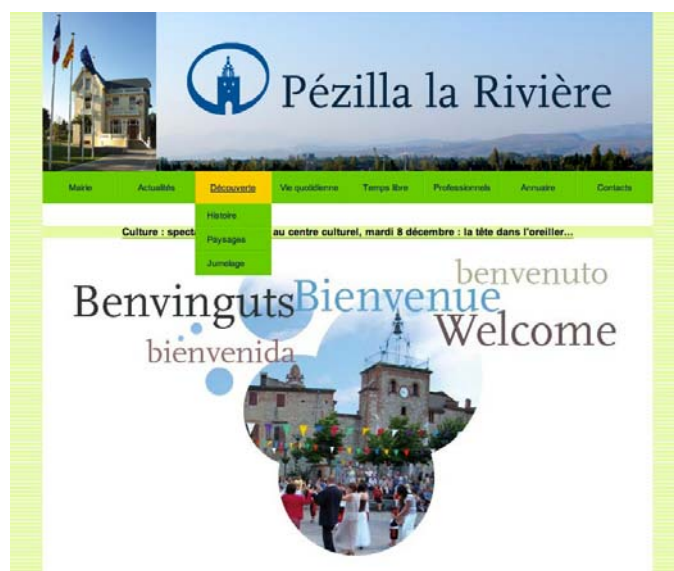 Pézilla la Rivière
Mairie Actualités Découverte Vie quotidienne Temps libre Professionnels Annuaire Contacts
Histoire
Culture : specta au centre culturel, mardi 8 décembre : la tête dans l'oreiller...
Paysages
Jumelage
benvenuto
Benvinguts Bienvenue
Welcome
bienvenida